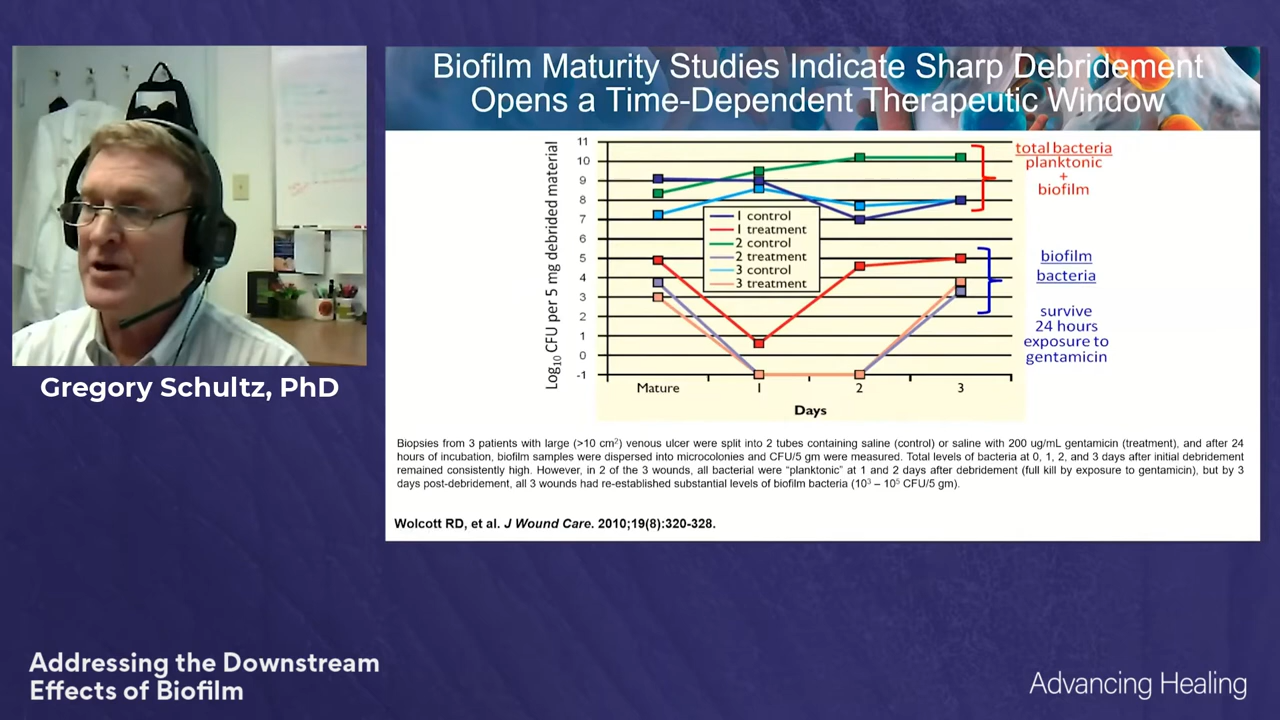 Biofilm Maturity Studies Indicate Sharp Debridement
Opens a Time-Dependent Therapeutic Window
Log10 CFU per 5 mg debrided material
11
10
9
8
7
6
5
4
3
2
1
0
-1
1 control
1 treatment
2 control
2 treatment
3 control
3 treatment
Mature
1
2
3
Days
total bacteria
planktonic
+
biofilm
biofilm
bacteria
survive
24 hours
exposure to
gentamicin
Biopsies from 3 patients with large (>10 cm2) venous ulcer were split into 2 tubes containing saline (control) or saline with 200 ug/mL gentamicin (treatment), and after 24
hours of incubation, biofilm samples were dispersed into microcolonies and CFU/5 gm were measured. Total levels of bacteria at 0, 1, 2, and 3 days after initial debridement
remained consistently high. However, in 2 of the 3 wounds, all bacterial were “planktonic” at 1 and 2 days after debridement (full kill by exposure to gentamicin), but by 3
days post-debridement, all 3 wounds had re-established substantial levels of biofilm bacteria (103 – 105 CFU/5 gm).
Wolcott RD, et al. J Wound Care. 2010;19(8):320-328.
Gregory Schultz, PhD
Addressing the Downstream
Effects of Biofilm
Advancing Healing